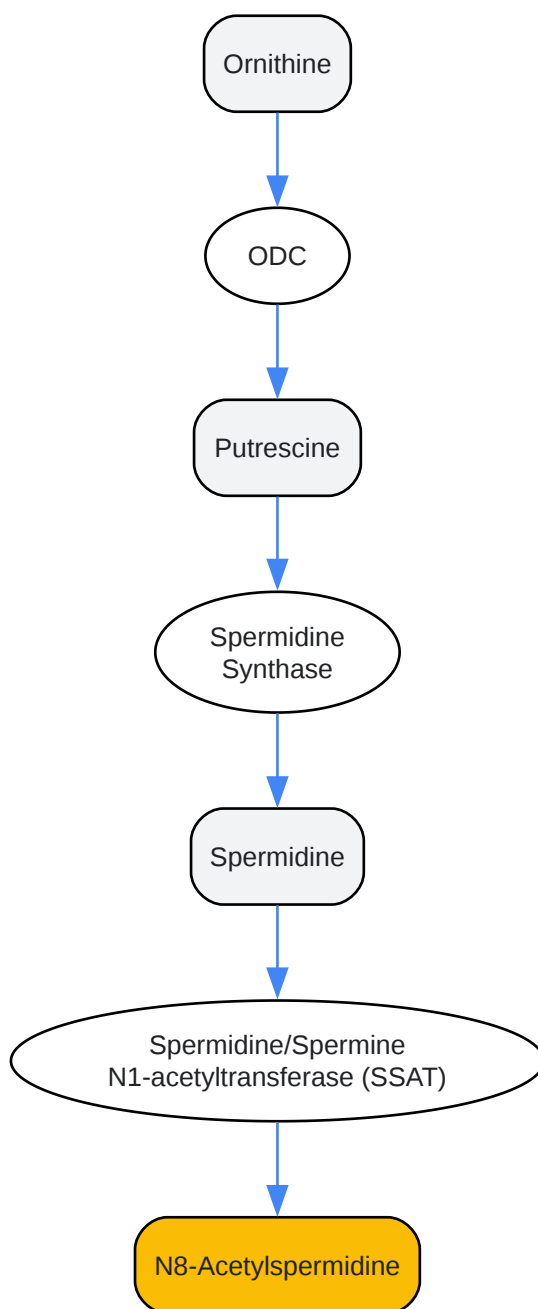 Ornithine
ODC
Putrescine
Spermidine
Synthase
Spermidine
Spermidine/Spermine
N1-acetyltransferase (SSAT)
N8-Acetylspermidine